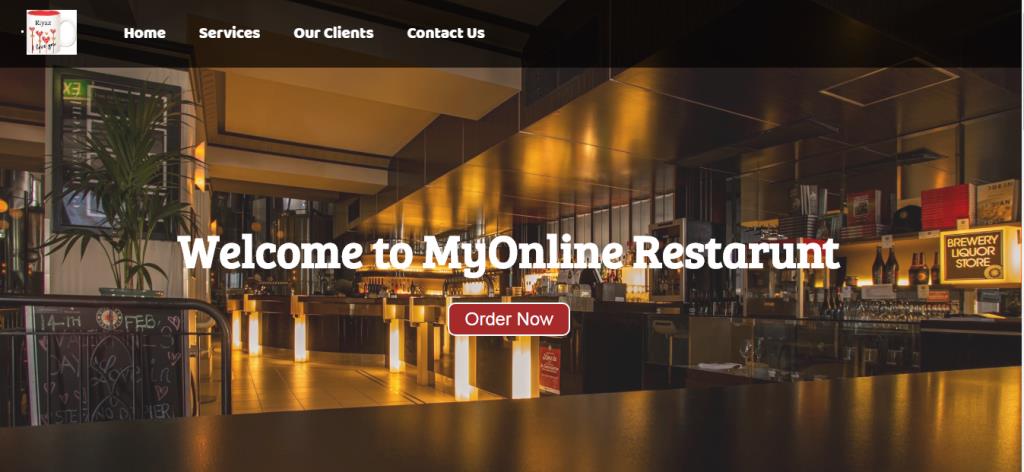 Riyaz
I love you
Home Services Our Clients Contact Us
EX
Welcome to MyOnline Restarunt
BREWERY
LIQUOR
STORE
Order Now
14TH FEB